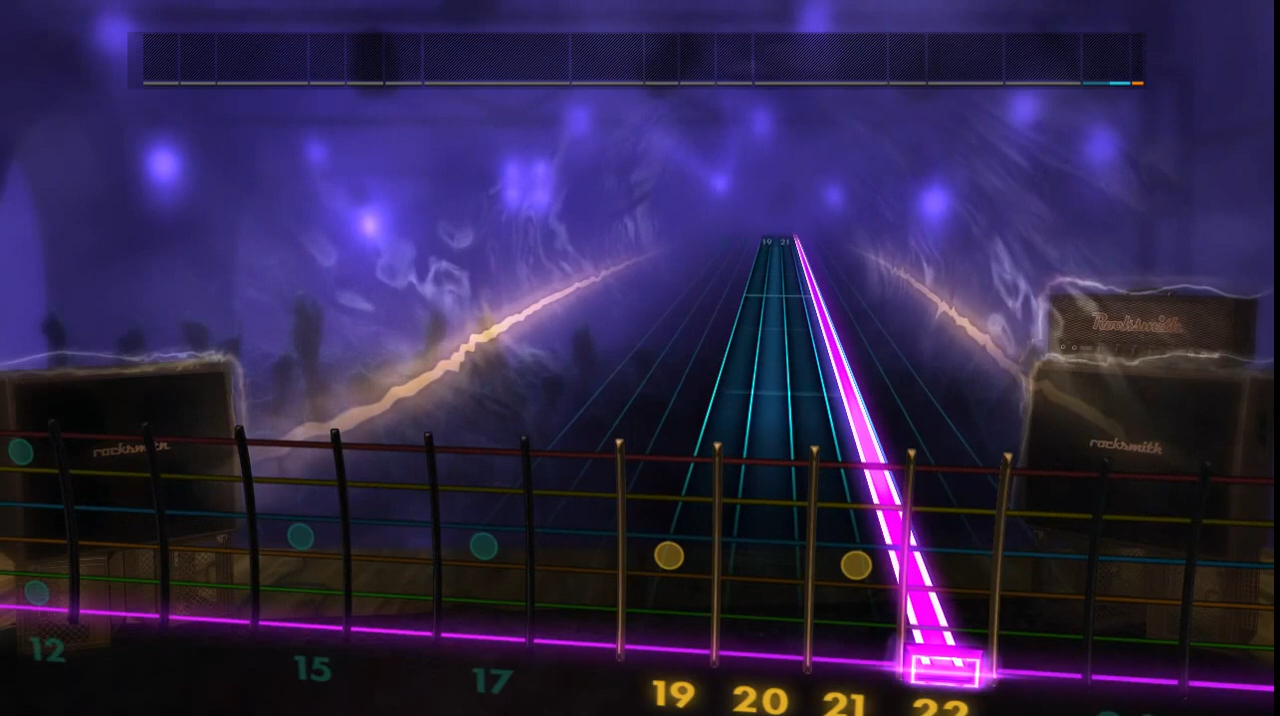 19 21
Rocksmith
rocksmith
rocksmith
12 15 17 19 20 21 22